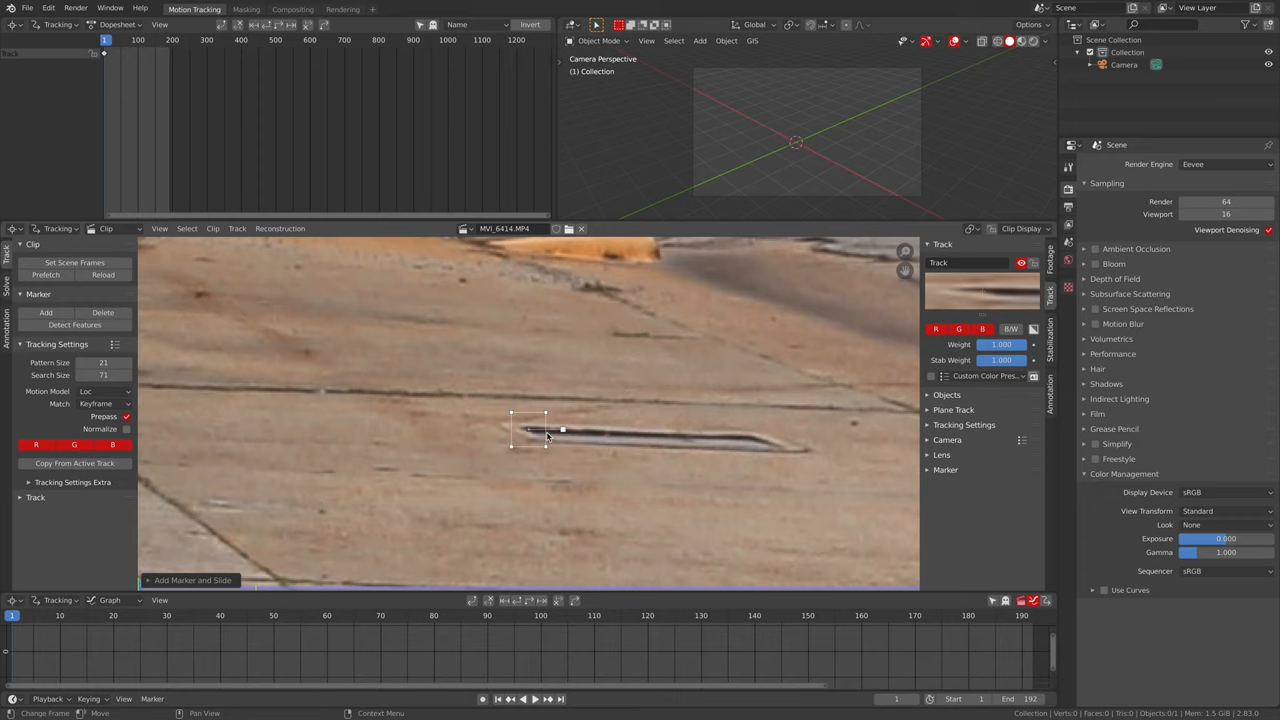 File Edit Render Window Help Motion Tracking Masking Compositing Rendering Scene View Layer
Tracking Dopesheet View Name Invert Global Options
1 100 200 300 400 500 600 700 800 900 1000 1100 1200
Track
Object Mode View Select Add Object GIS
Camera Perspective
(1) Collection
Scene Collection
Collection
Camera
Scene
Render Engine Eevee
Sampling
Render 64
Viewport 16
Viewport Denoising
Ambient Occlusion
Bloom
Depth of Field
Subsurface Scattering
Screen Space Reflections
Motion Blur
Volumetrics
Performance
Hair
Shadows
Indirect Lighting
Film
Grease Pencil
Simplify
Freestyle
Color Management
Display Device sRGB
View Transform Standard
Look None
Exposure 0.000
Gamma 1.000
Sequencer sRGB
Use Curves
Tracking Clip View Select Clip Track Reconstruction MVI_6414.MP4 Clip Display
Track
Solve
Annotation
Clip
Set Scene Frames
Prefetch Reload
Marker
Add Delete
Detect Features
Tracking Settings
Pattern Size 21
Search Size 71
Motion Model Loc
Match Keyframe
Prepass
Normalize
R G B
Copy From Active Track
Tracking Settings Extra
Track
Add Marker and Slide
Track
Track
R G B B/W
Weight 1.000
Stab Weight 1.000
Custom Color Pres...
Objects
Plane Track
Tracking Settings
Camera
Lens
Marker
Footage
Track
Stabilization
Annotation
Tracking Graph View
1 10 20 30 40 50 60 70 80 90 100 110 120 130 140 150 160 170 180 190
0
Playback Keying View Marker 1 Start 1 End 192
Change Frame Move Pan View Context Menu Collection | Verts:0 | Faces:0 | Tris:0 | Objects:0/1 | Mem: 1.5 GiB | 2.83.0